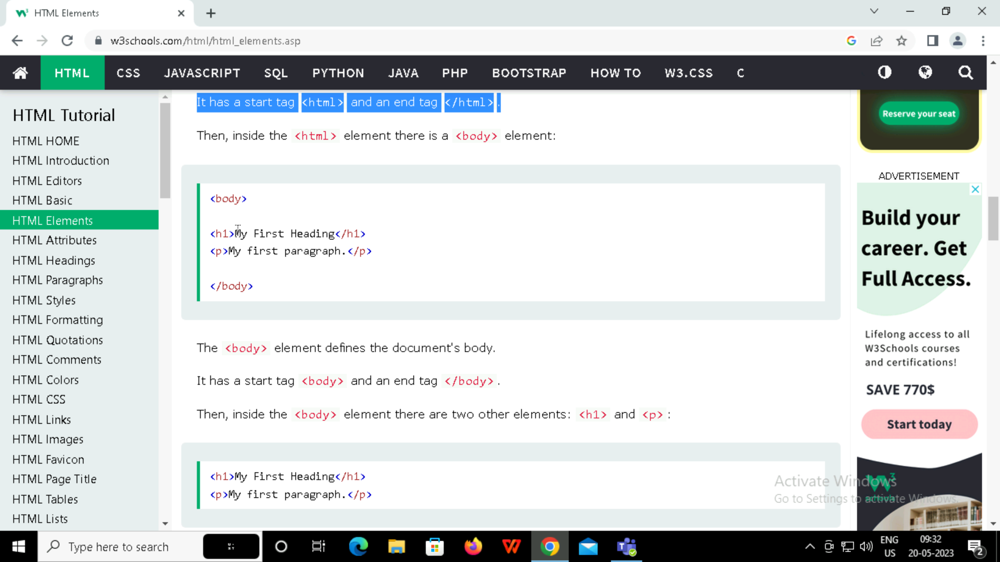 HTML Elements
w3schools.com/html/html_elements.asp
HTML CSS JAVASCRIPT SQL PYTHON JAVA PHP BOOTSTRAP HOW TO W3.CSS C
HTML Tutorial
HTML HOME
HTML Introduction
HTML Editors
HTML Basic
HTML Elements
HTML Attributes
HTML Headings
HTML Paragraphs
HTML Styles
HTML Formatting
HTML Quotations
HTML Comments
HTML Colors
HTML CSS
HTML Links
HTML Images
HTML Favicon
HTML Page Title
HTML Tables
HTML Lists
It has a start tag <html> and an end tag </html>.
Then, inside the <html> element there is a <body> element:
<body>
<h1>My First Heading</h1>
<p>My first paragraph.</p>
</body>
The <body> element defines the document's body.
It has a start tag <body> and an end tag </body>.
Then, inside the <body> element there are two other elements: <h1> and <p>:
<h1>My First Heading</h1>
<p>My first paragraph.</p>
Reserve your seat
ADVERTISEMENT
Build your
career. Get
Full Access.
Lifelong access to all
W3Schools courses
and certifications!
SAVE 770$
Start today
Activate Windows
Go to Settings to activate Windows.
Type here to search
ENG
US
09:32
20-05-2023
2